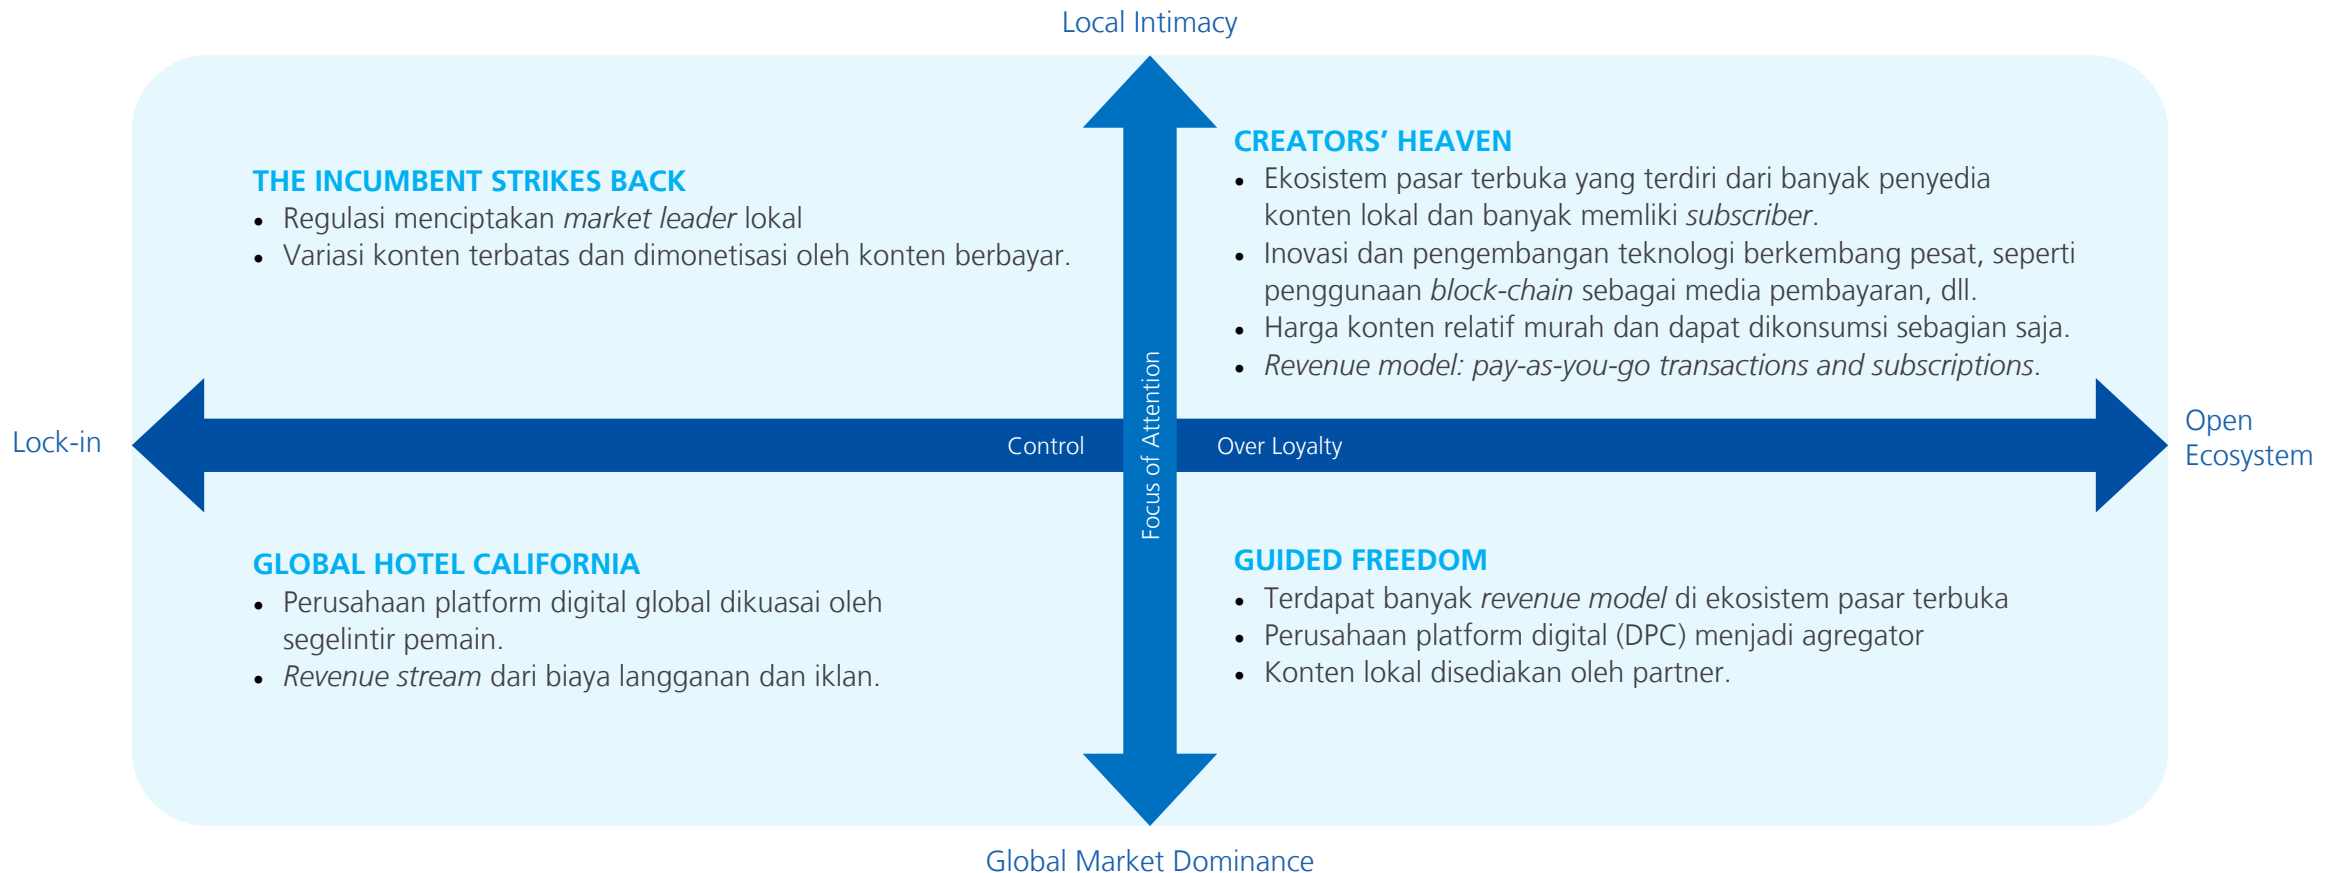 Local Intimacy
THE INCUMBENT STRIKES BACK
• Regulasi menciptakan market leader lokal
• Variasi konten terbatas dan dimonetisasi oleh konten berbayar.
CREATORS’ HEAVEN
• Ekosistem pasar terbuka yang terdiri dari banyak penyedia
konten lokal dan banyak memliki subscriber.
• Inovasi dan pengembangan teknologi berkembang pesat, seperti
penggunaan block-chain sebagai media pembayaran, dll.
• Harga konten relatif murah dan dapat dikonsumsi sebagian saja.
• Revenue model: pay-as-you-go transactions and subscriptions.
Lock-in
Control
Focus of Attention
Over Loyalty
Open
Ecosystem
GLOBAL HOTEL CALIFORNIA
• Perusahaan platform digital global dikuasai oleh
segelintir pemain.
• Revenue stream dari biaya langganan dan iklan.
GUIDED FREEDOM
• Terdapat banyak revenue model di ekosistem pasar terbuka
• Perusahaan platform digital (DPC) menjadi agregator
• Konten lokal disediakan oleh partner.
Global Market Dominance